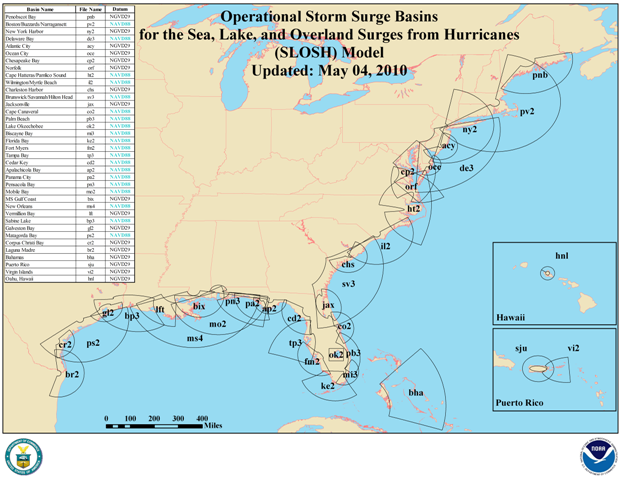 Operational Storm Surge Basins
for the Sea, Lake, and Overland Surges from Hurricanes
(SLOSH) Model
Updated: May 04, 2010
Basin Name File Name Datum
Penobscot Bay pnb NGVD29
Boston/Buzzards/Narragansett pv2 NAVD88
New York Harbor ny2 NGVD29
Delaware Bay de3 NAVD88
Atlantic City acy NGVD29
Ocean City oce NGVD29
Chesapeake Bay cp2 NGVD29
Norfolk orf NGVD29
Cape Hatteras/Pamlico Sound ht2 NAVD88
Wilmington/Myrtle Beach il2 NAVD88
Charleston Harbor chs NGVD29
Brunswick/Savannah/Hilton Head sv3 NAVD88
Jacksonville jax NGVD29
Cape Canaveral co2 NAVD88
Palm Beach pb3 NAVD88
Lake Okeechobee ok2 NAVD88
Biscayne Bay mi3 NAVD88
Florida Bay ke2 NAVD88
Fort Myers fm2 NAVD88
Tampa Bay tp3 NAVD88
Cedar Key cd2 NAVD88
Apalachicola Bay ap2 NAVD88
Panama City pa2 NAVD88
Pensacola Bay pn3 NAVD88
Mobile Bay mo2 NAVD88
MS Gulf Coast bix NGVD29
New Orleans ms4 NAVD88
Vermillion Bay lft NGVD29
Sabine Lake bp3 NAVD88
Galveston Bay gl2 NGVD29
Matagorda Bay ps2 NAVD88
Corpus Christi Bay cr2 NGVD29
Laguna Madre br2 NGVD29
Bahamas bha NGVD29
Puerto Rico sju NGVD29
Virgin Islands vi2 NGVD29
Oahu, Hawaii hnl NGVD29
pnb
pv2
ny2
acy
oce
de3
cp2
orf
ht2
il2
chs
sv3
jax
co2
cd2
tp3
ok2
pb3
fm2
mi3
ke2
bha
gl2
bp3
lft
bix
pn3
pa2
ap2
mo2
ms4
ps2
cr2
br2
hnl
Hawaii
sju
vi2
Puerto Rico
0 100 200 300 400
Miles
NOAA